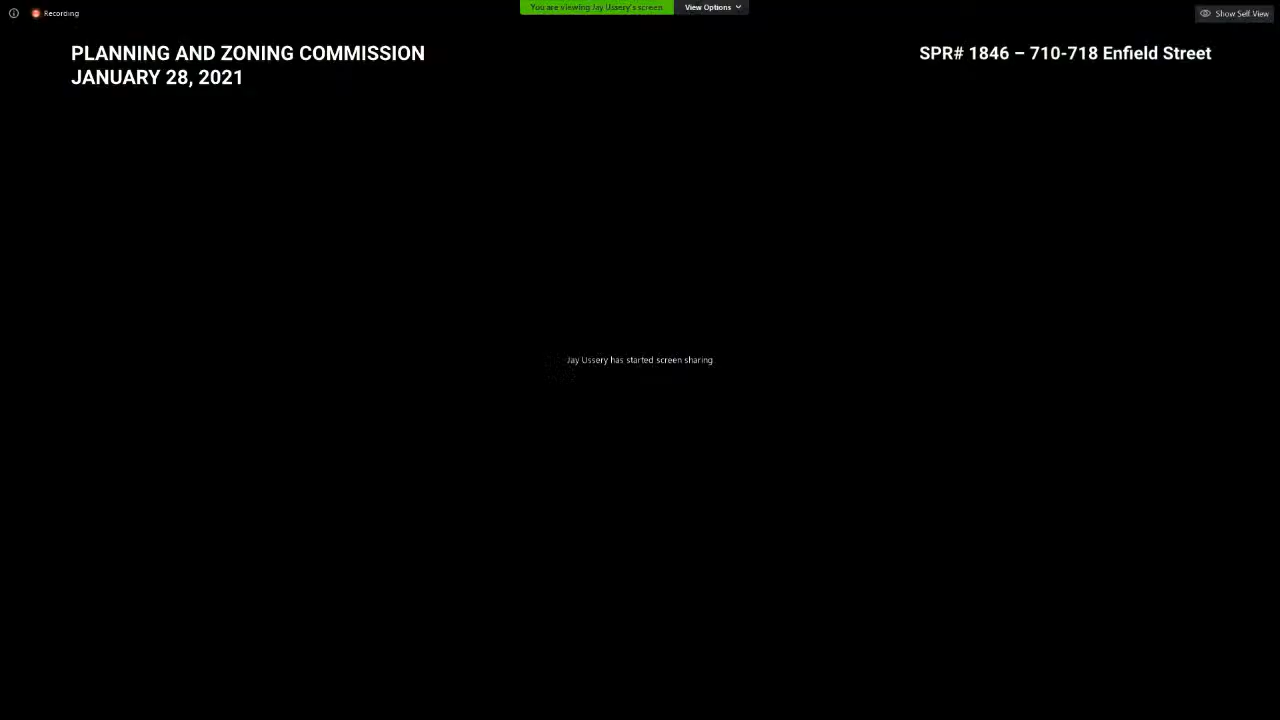 Recording
You are viewing Jay Ussery's screen
View Options
Show Self View
PLANNING AND ZONING COMMISSION
JANUARY 28, 2021
SPR# 1846 – 710-718 Enfield Street
Jay Ussery has started screen sharing